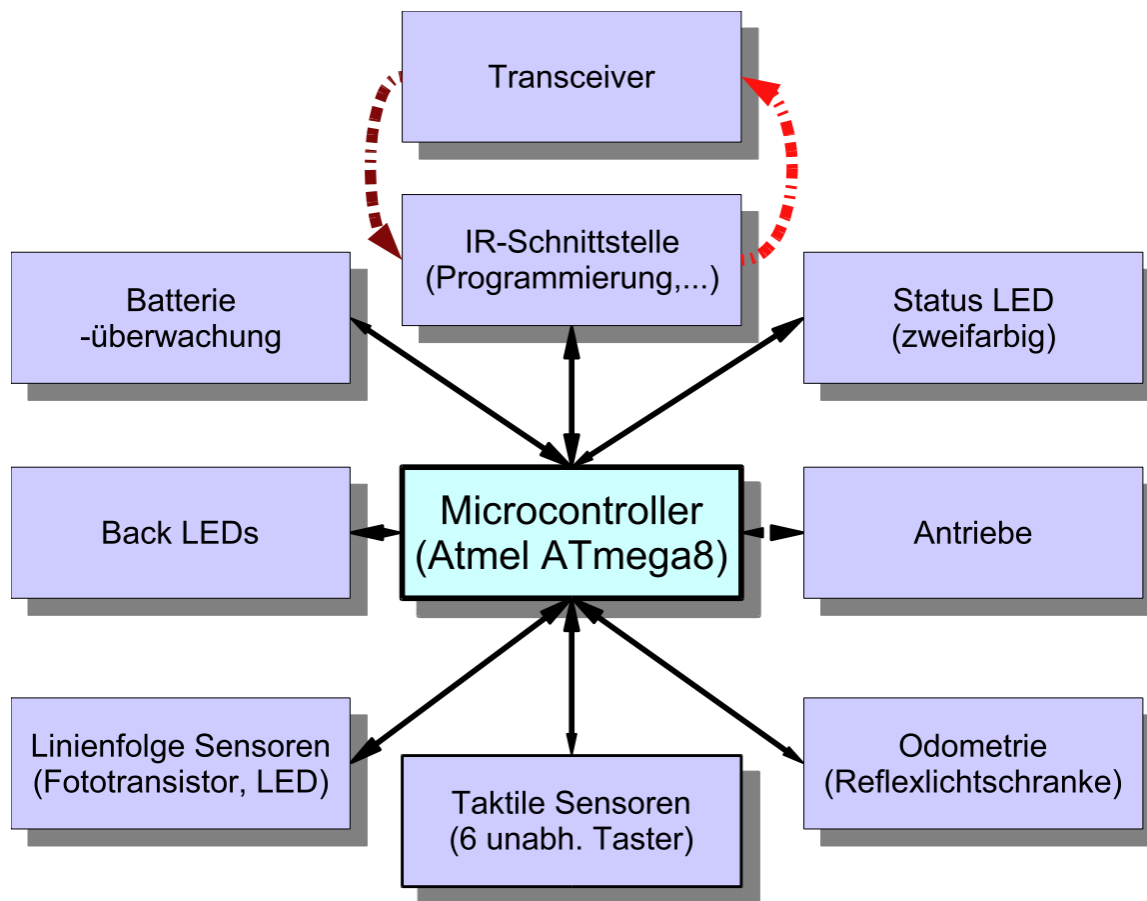 Transceiver
IR-Schnittstelle
(Programmierung,...)
Batterie
-überwachung
Status LED
(zweifarbig)
Back LEDs
Microcontroller
(Atmel ATmega8)
Antriebe
Linienfolge Sensoren
(Fototransistor, LED)
Taktile Sensoren
(6 unabh. Taster)
Odometrie
(Reflexlichtschranke)